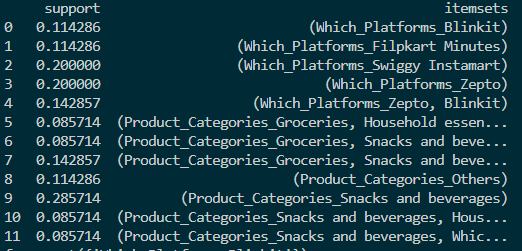 support itemsets
0 0.114286 (Which_Platforms_Blinkit)
1 0.114286 (Which_Platforms_Filpkart Minutes)
2 0.200000 (Which_Platforms_Swiggy Instamart)
3 0.200000 (Which_Platforms_Zepto)
4 0.142857 (Which_Platforms_Zepto, Blinkit)
5 0.085714 (Product_Categories_Groceries, Household essen...
6 0.085714 (Product_Categories_Groceries, Snacks and beve...
7 0.142857 (Product_Categories_Groceries, Snacks and beve...
8 0.114286 (Product_Categories_Others)
9 0.285714 (Product_Categories_Snacks and beverages)
10 0.085714 (Product_Categories_Snacks and beverages, Hous...
11 0.085714 (Product_Categories_Snacks and beverages, Whic...